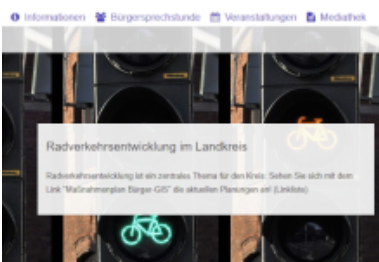 Informationen Bürgersprechstunde Veranstaltungen Mediathek
Radverkehrsentwicklung im Landkreis
Radverkehrsentwicklung ist ein zentrales Thema für den Kreis: Sehen Sie sich mit dem
Link "Maßnahmenplan Bürger-GIS" die aktuellen Planungen an! (Linkliste)